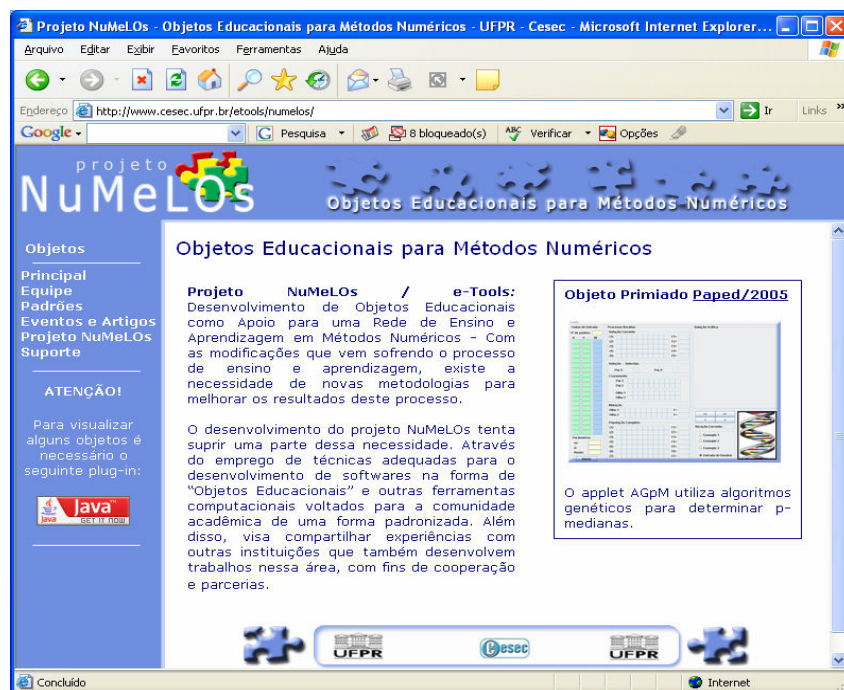 Projeto NuMeLOs - Objetos Educacionais para Métodos Numéricos - UFPR - Cesec - Microsoft Internet Explorer...
Arquivo Editar Exibir Favoritos Ferramentas Ajuda
Endereço http://www.cesec.ufpr.br/etools/numelos/ Ir Links »
Google Pesquisa 8 bloqueado(s) ABC Verificar Opções
projeto
NuMeLOs
Objetos Educacionais para Métodos Numéricos
Objetos
Principal
Equipe
Padrões
Eventos e Artigos
Projeto NuMeLOs
Suporte
ATENÇÃO!
Para visualizar
alguns objetos é
necessário o
seguinte plug-in:
Java
Java GET IT NOW
Objetos Educacionais para Métodos Numéricos
Projeto NuMeLOs / e-Tools:
Desenvolvimento de Objetos Educacionais
como Apoio para uma Rede de Ensino e
Aprendizagem em Métodos Numéricos - Com
as modificações que vem sofrendo o processo
de ensino e aprendizagem, existe a
necessidade de novas metodologias para
melhorar os resultados deste processo.
O desenvolvimento do projeto NuMeLOs tenta
suprir uma parte dessa necessidade. Através
do emprego de técnicas adequadas para o
desenvolvimento de softwares na forma de
"Objetos Educacionais" e outras ferramentas
computacionais voltados para a comunidade
acadêmica de uma forma padronizada. Além
disso, visa compartilhar experiências com
outras instituições que também desenvolvem
trabalhos nessa área, com fins de cooperação
e parcerias.
Objeto Primiado Paped/2005
O applet AGpM utiliza algoritmos
genéticos para determinar p-
medianas.
UFPR Cesec UFPR
Concluído Internet